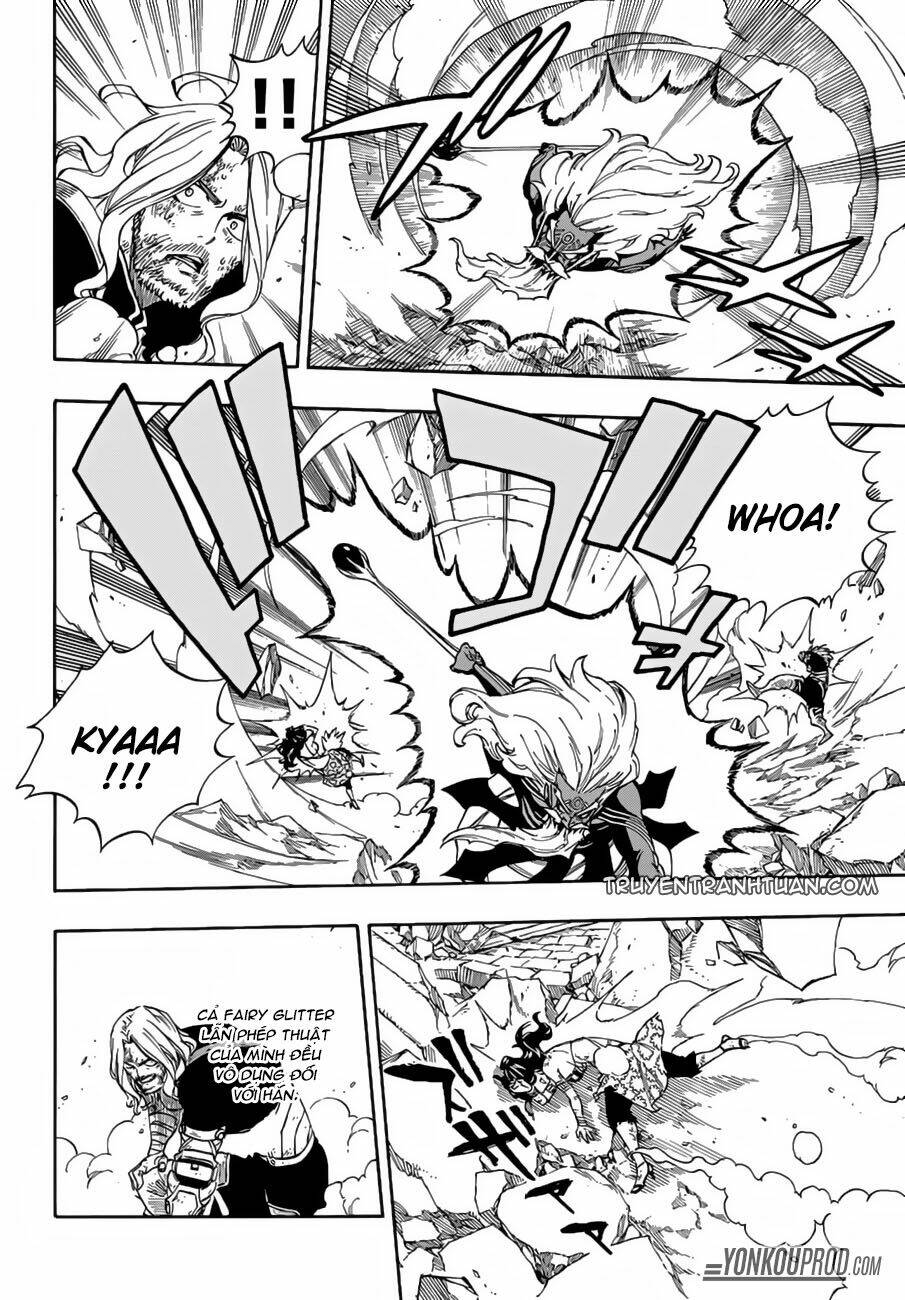 !!
WHOA!
KYAAA
!!!
TRUYENTRANHTUAN.COM
CẢ FAIRY GLITTER
LẪN PHÉP THUẬT
CỦA MÌNH ĐỀU
VÔ DỤNG ĐỐI
VỚI HẮN.
YONKOUPROD.COM